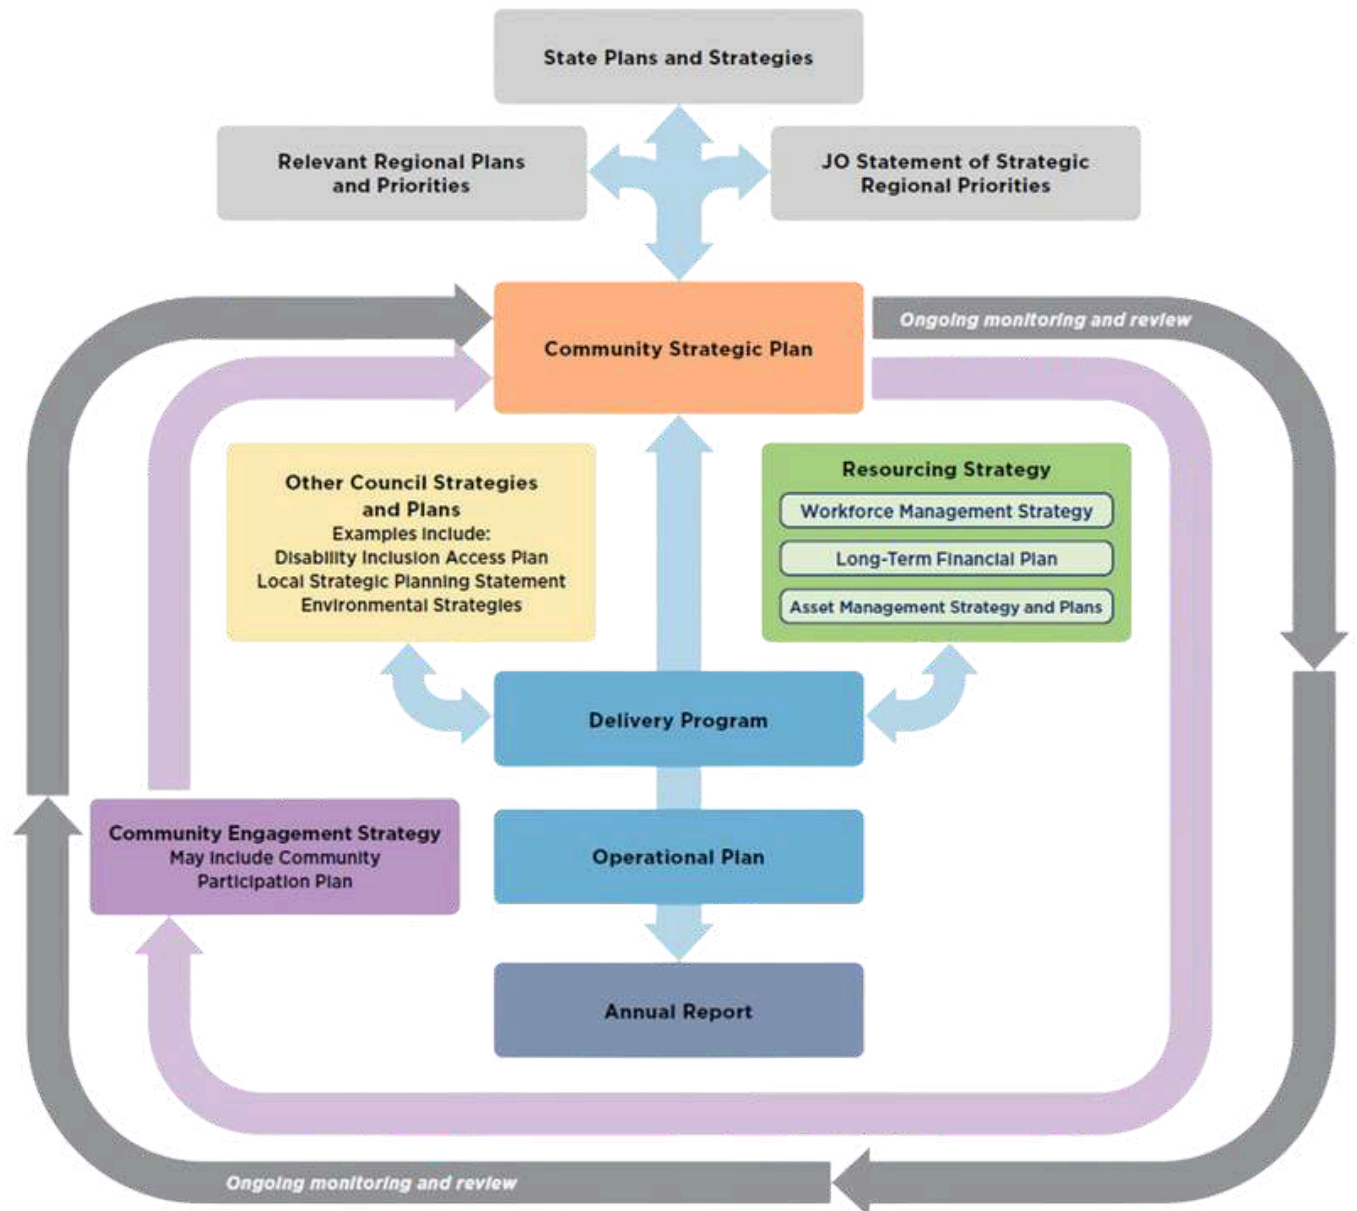 State Plans and Strategies
Relevant Regional Plans
and Priorities
JO Statement of Strategic
Regional Priorities
Community Strategic Plan
Ongoing monitoring and review
Other Council Strategies
and Plans
Examples include:
Disability Inclusion Access Plan
Local Strategic Planning Statement
Environmental Strategies
Resourcing Strategy
Workforce Management Strategy
Long-Term Financial Plan
Asset Management Strategy and Plans
Delivery Program
Community Engagement Strategy
May include Community
Participation Plan
Operational Plan
Annual Report
Ongoing monitoring and review